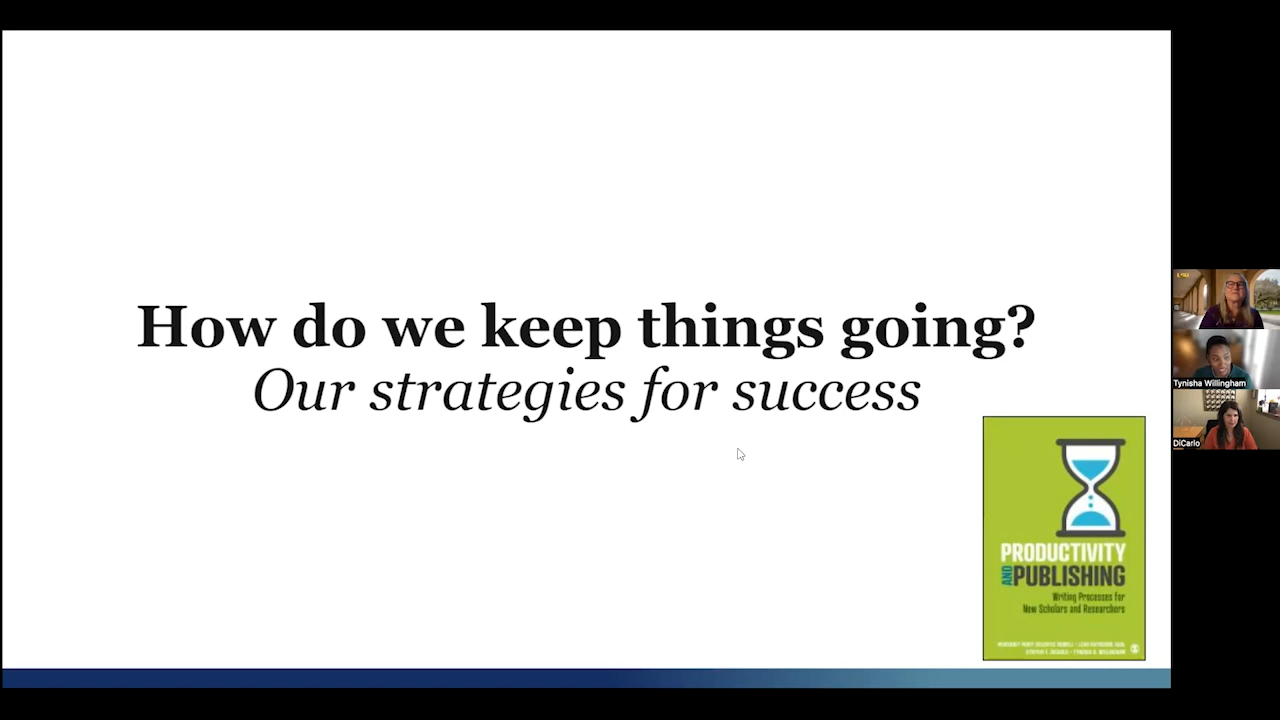 How do we keep things going?
Our strategies for success
LSU
Tynisha Willingham
DiCarlo
PRODUCTIVITY
AND PUBLISHING
Writing Processes for
New Scholars and Researchers